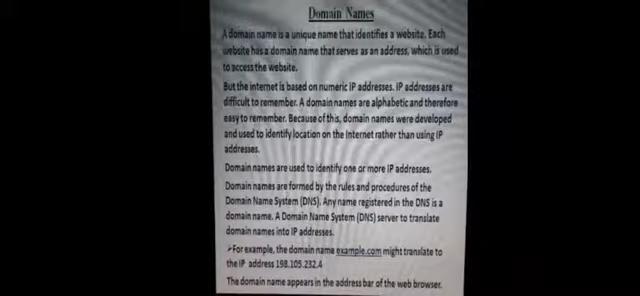 Domain Names
A domain name is a unique name that identifies a website. Each
website has a domain name that serves as an address, which is used
to access the website.
But the internet is based on numeric IP addresses. IP addresses are
difficult to remember. A domain names are alphabetic and therefore
easy to remember. Because of this, domain names were developed
and used to identify location on the Internet rather than using IP
addresses.
Domain names are used to identify one or more IP addresses.
Domain names are formed by the rules and procedures of the
Domain Name System (DNS). Any name registered in the DNS is a
domain name. A Domain Name System (DNS) server to translate
domain names into IP addresses.
➢For example, the domain name example.com might translate to
the IP address 198.105.232.4
The domain name appears in the address bar of the web browser.